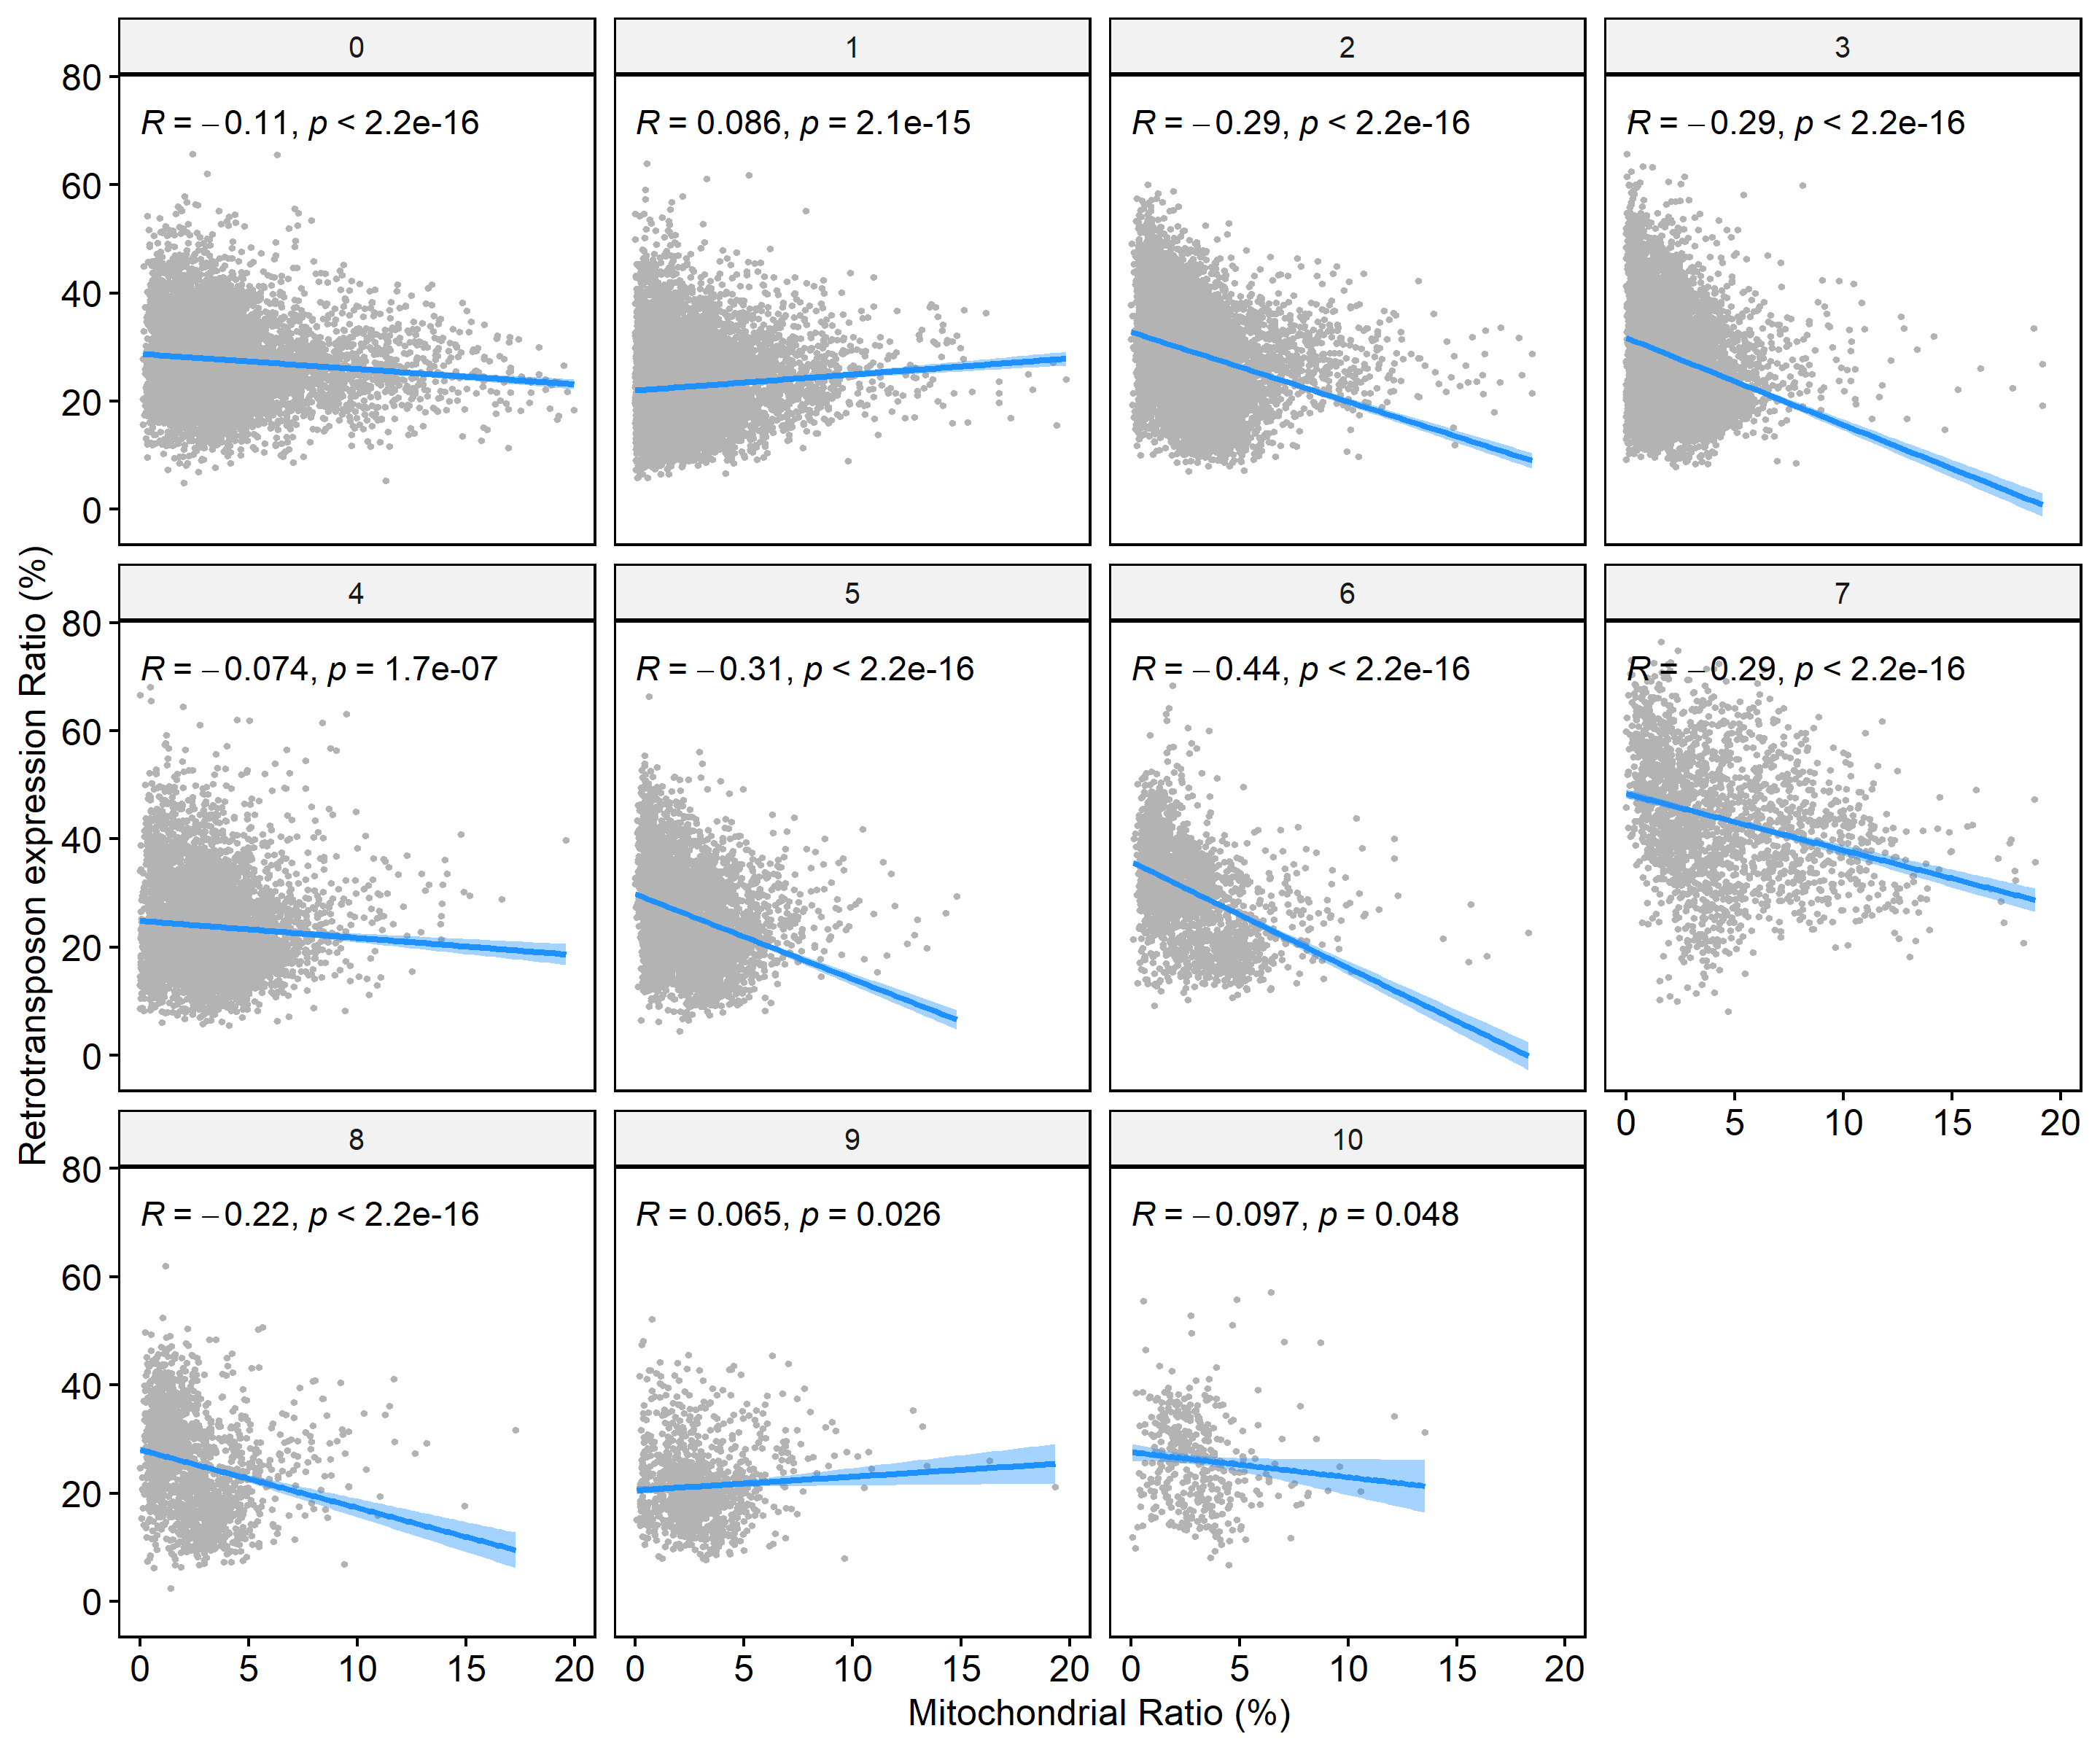 0
1
2
3
80
60
40
20
0
R = −0.11, p < 2.2e-16
R = 0.086, p = 2.1e-15
R = −0.29, p < 2.2e-16
R = −0.29, p < 2.2e-16
4
5
6
7
80
60
40
20
0
R = −0.074, p = 1.7e-07
R = −0.31, p < 2.2e-16
R = −0.44, p < 2.2e-16
R = −0.29, p < 2.2e-16
0 5 10 15 20
8
9
10
80
60
40
20
0
R = −0.22, p < 2.2e-16
R = 0.065, p = 0.026
R = −0.097, p = 0.048
0 5 10 15 20
0 5 10 15 20
0 5 10 15 20
Mitochondrial Ratio (%)
Retrotransposon expression Ratio (%)